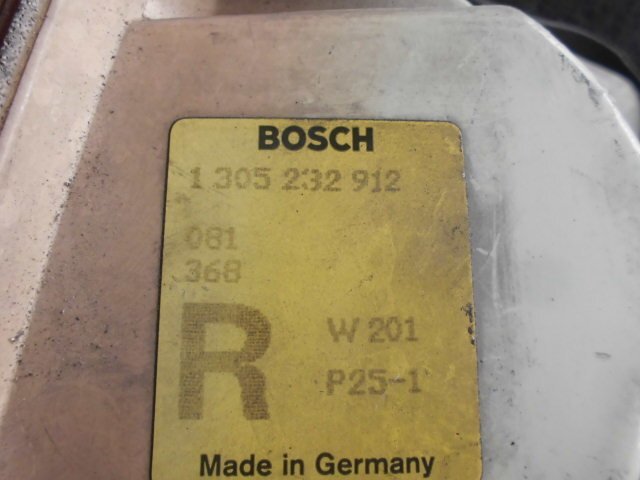 BOSCH
1 305 232 912
081
368
R
W 201
P25-1
Made in Germany